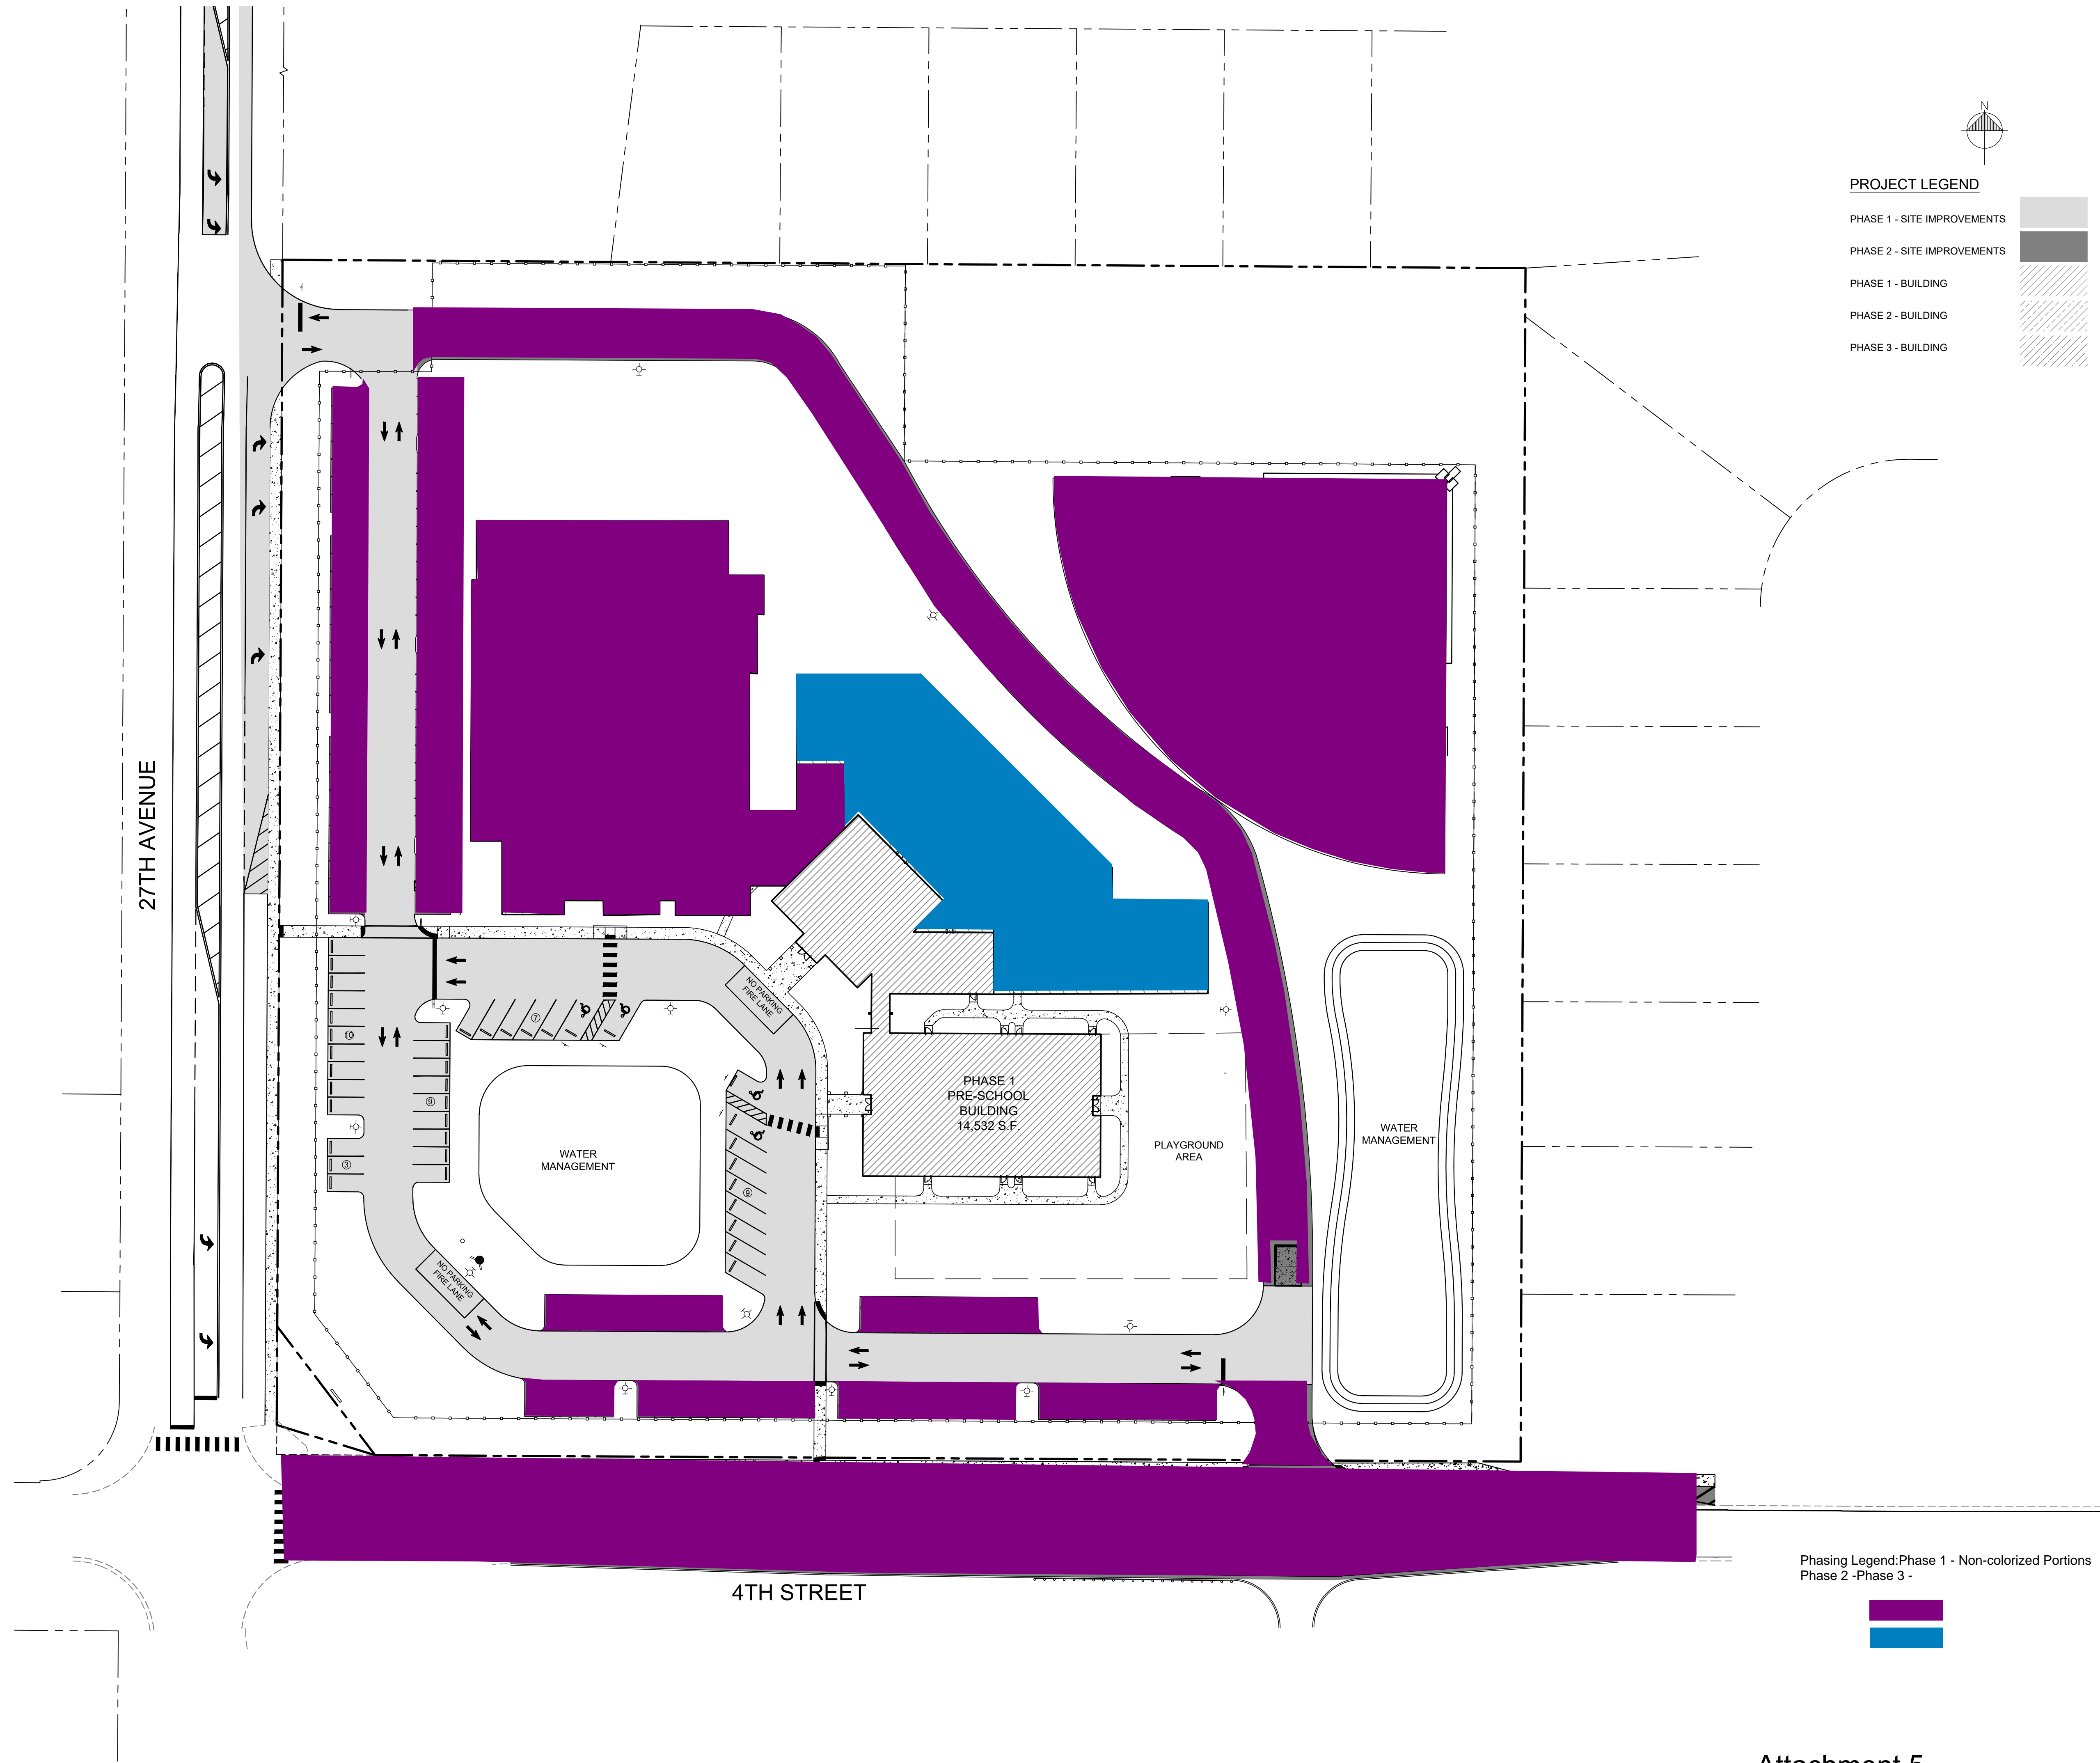 N
PROJECT LEGEND
PHASE 1 - SITE IMPROVEMENTS
PHASE 2 - SITE IMPROVEMENTS
PHASE 1 - BUILDING
PHASE 2 - BUILDING
PHASE 3 - BUILDING
27TH AVENUE
NO PARKING
FIRE LANE
7
10
9
3
PHASE 1
PRE-SCHOOL
BUILDING
14,532 S.F.
WATER
MANAGEMENT
PLAYGROUND
AREA
WATER
MANAGEMENT
9
NO PARKING
FIRE LANE
4TH STREET
Phasing Legend:Phase 1 - Non-colorized Portions
Phase 2 -Phase 3 -
Attachment 5